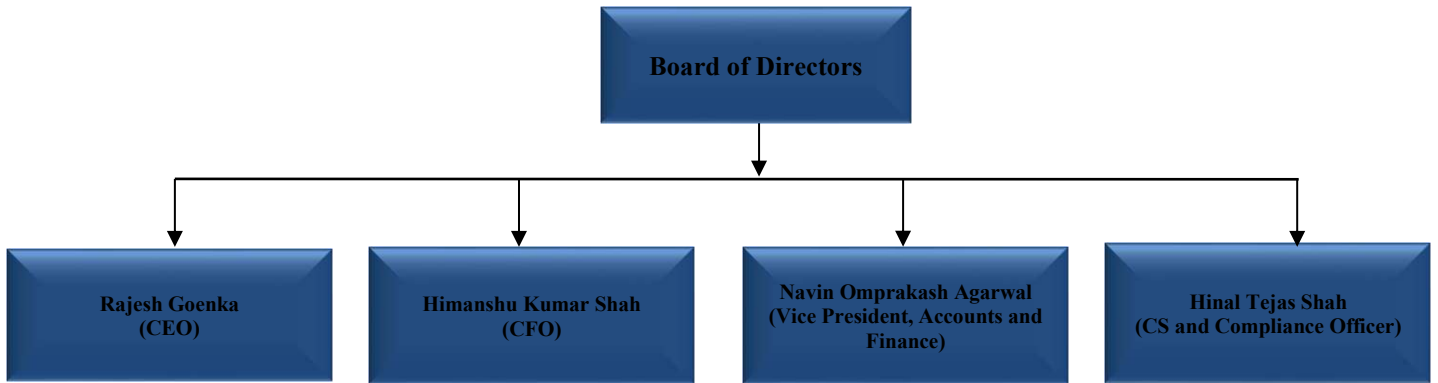 Board of Directors
Rajesh Goenka
(CEO)
Himanshu Kumar Shah
(CFO)
Navin Omprakash Agarwal
(Vice President, Accounts and
Finance)
Hinal Tejas Shah
(CS and Compliance Officer)